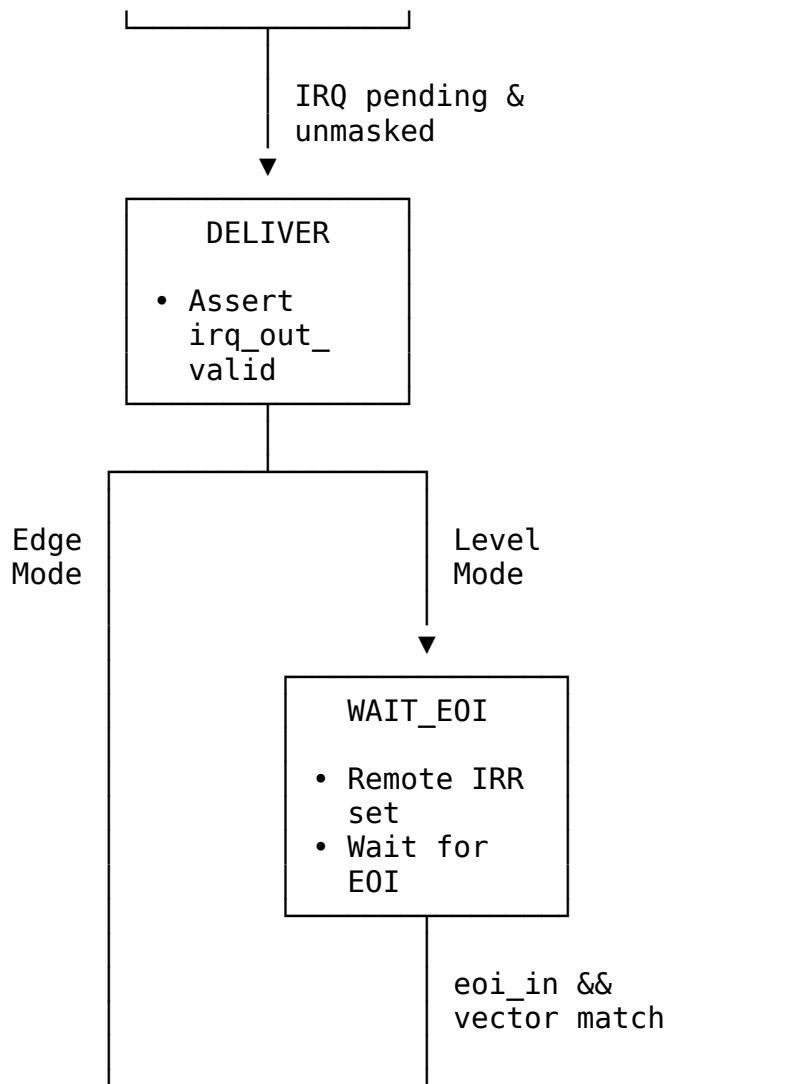 IRQ pending &
unmasked
DELIVER
• Assert
irq_out_
valid
Edge
Mode
Level
Mode
WAIT_EOI
• Remote IRR
set
• Wait for
EOI
eoi_in &&
vector match